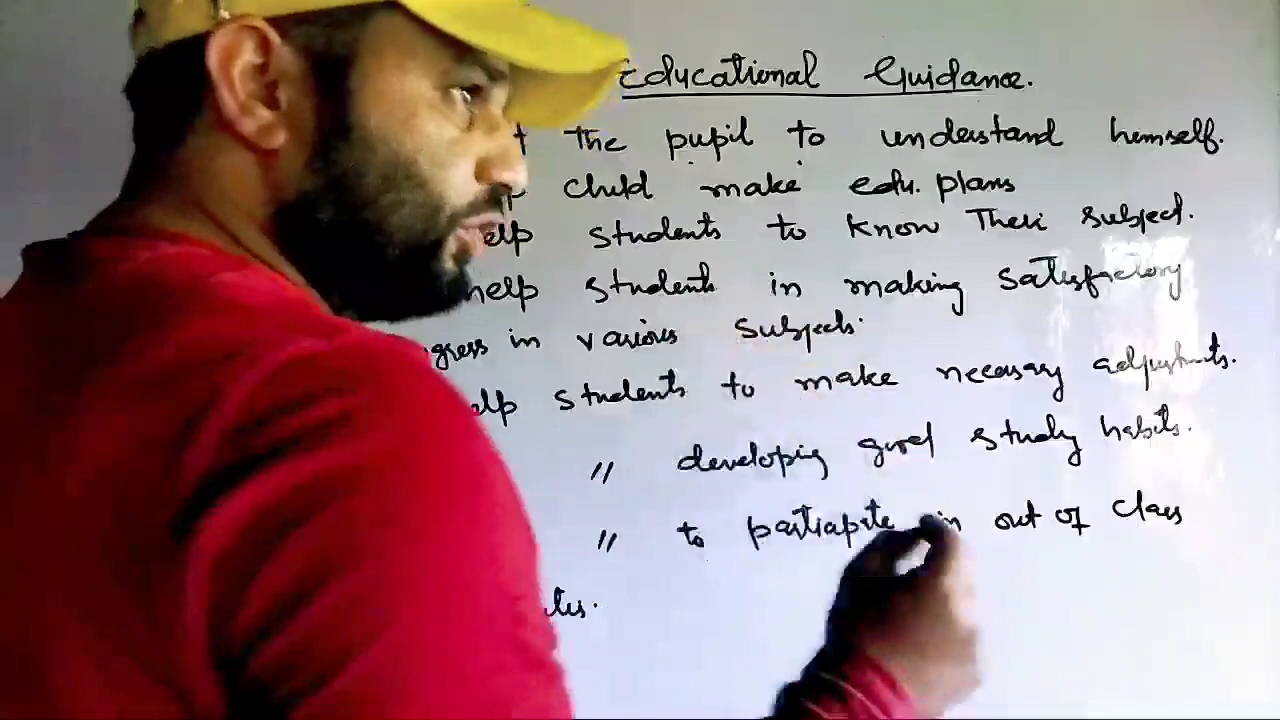 Educational Guidance.
the pupil to understand hemself.
child make edu. plans
elp students to know Their subject.
help students in making satisfactory
gress in various subjects.
elp students to make necessary adjustments.
" developing good study habits.
" to participate in out of class